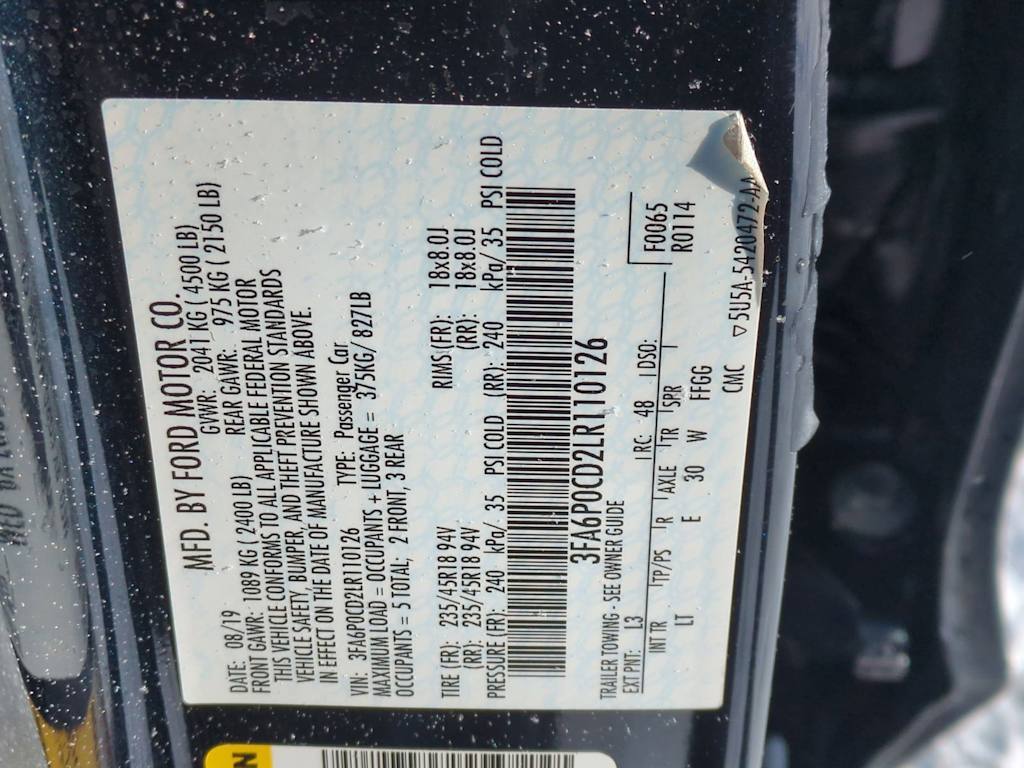 MFD. BY FORD MOTOR CO.
DATE: 08/19 GVWR: 2041 KG ( 4500 LB)
FRONT GAWR: 1089 KG ( 2400 LB) REAR GAWR: 975 KG ( 2150 LB)
THIS VEHICLE CONFORMS TO ALL APPLICABLE FEDERAL MOTOR
VEHICLE SAFETY, BUMPER, AND THEFT PREVENTION STANDARDS
IN EFFECT ON THE DATE OF MANUFACTURE SHOWN ABOVE.
VIN: 3FA6P0CD2LR110126 TYPE: Passenger Car
MAXIMUM LOAD = OCCUPANTS + LUGGAGE = 375KG/ 827LB
OCCUPANTS = 5 TOTAL; 2 FRONT, 3 REAR
TIRE (FR): 235/45R18 94V RIMS (FR): 18x8.0J
(RR): 235/45R18 94V (RR): 18x8.0J
PRESSURE (FR): 240 kPa/ 35 PSI COLD (RR): 240 kPa/ 35 PSI COLD
3FA6P0CD2LR110126
TRAILER TOWING - SEE OWNER GUIDE
F0065
R0114
EXT PNT: L3 RC: 48 DSO:
INT TR TP/PS R AXLE TR SPR
LT E 30 W FFGG
CMC ▽5U5A-5420472-AA